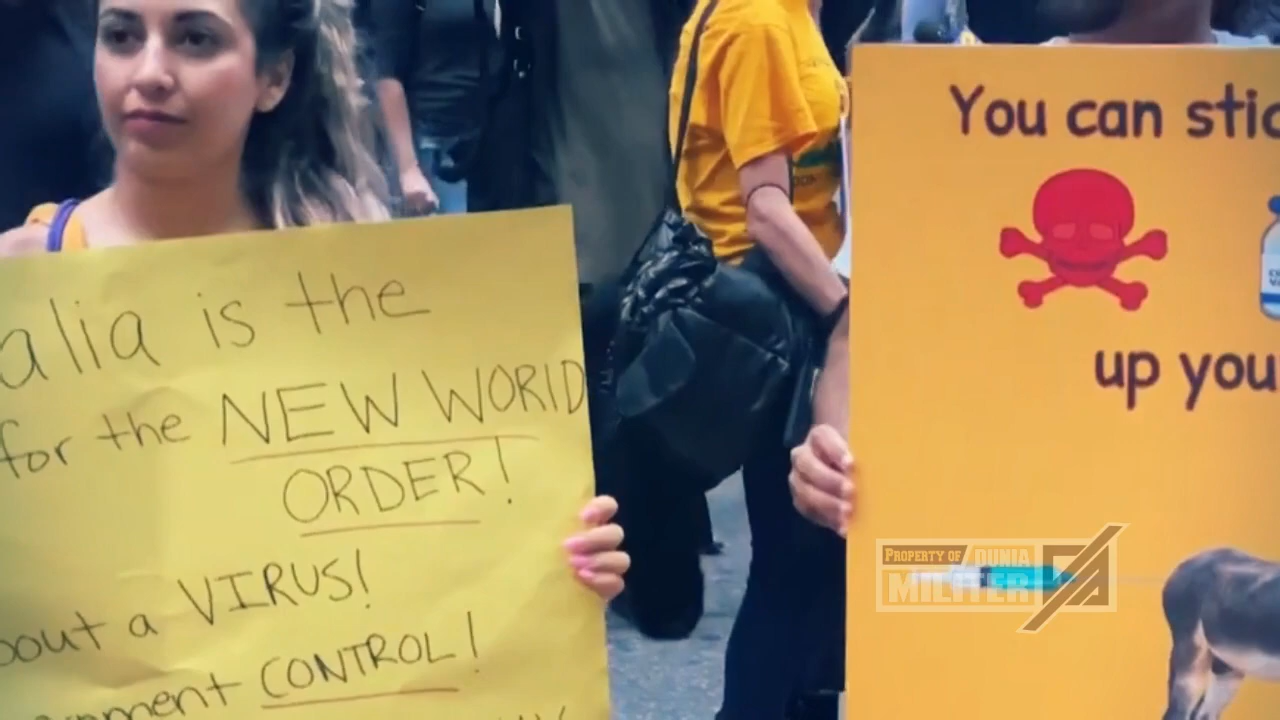 alia is the
for the NEW WORLD
ORDER!
bout a VIRUS!
nment CONTROL!
You can stic
up you
PROPERTY OF DUNIA
MILITER